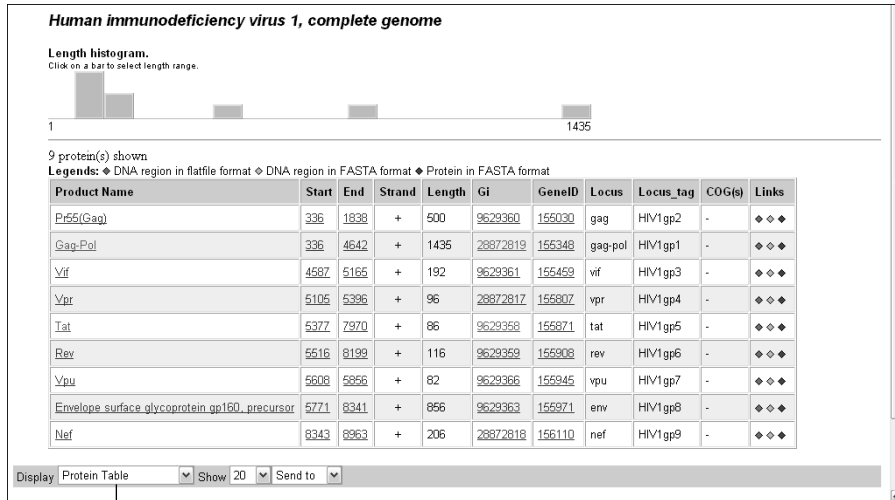 Human immunodeficiency virus 1, complete genome
Length histogram.
Click on a bar to select length range.
1 1435
9 protein(s) shown
Legends: ◆ DNA region in flatfile format ◇ DNA region in FASTA format ◆ Protein in FASTA format
Product Name Start End Strand Length Gi GeneID Locus Locus_tag COG(s) Links
Pr55(Gag) 336 1838 + 500 9629360 155030 gag HIV1gp2 - ◆ ◇ ◆
Gag-Pol 336 4642 + 1435 28872819 155348 gag-pol HIV1gp1 - ◆ ◇ ◆
Vif 4587 5165 + 192 9629361 155459 vif HIV1gp3 - ◆ ◇ ◆
Vpr 5105 5396 + 96 28872817 155807 vpr HIV1gp4 - ◆ ◇ ◆
Tat 5377 7970 + 86 9629358 155871 tat HIV1gp5 - ◆ ◇ ◆
Rev 5516 8199 + 116 9629359 155908 rev HIV1gp6 - ◆ ◇ ◆
Vpu 5608 5856 + 82 9629366 155945 vpu HIV1gp7 - ◆ ◇ ◆
Envelope surface glycoprotein gp160, precursor 5771 8341 + 856 9629363 155971 env HIV1gp8 - ◆ ◇ ◆
Nef 8343 8963 + 206 28872818 156110 nef HIV1gp9 - ◆ ◇ ◆
Display Protein Table Show 20 Send to